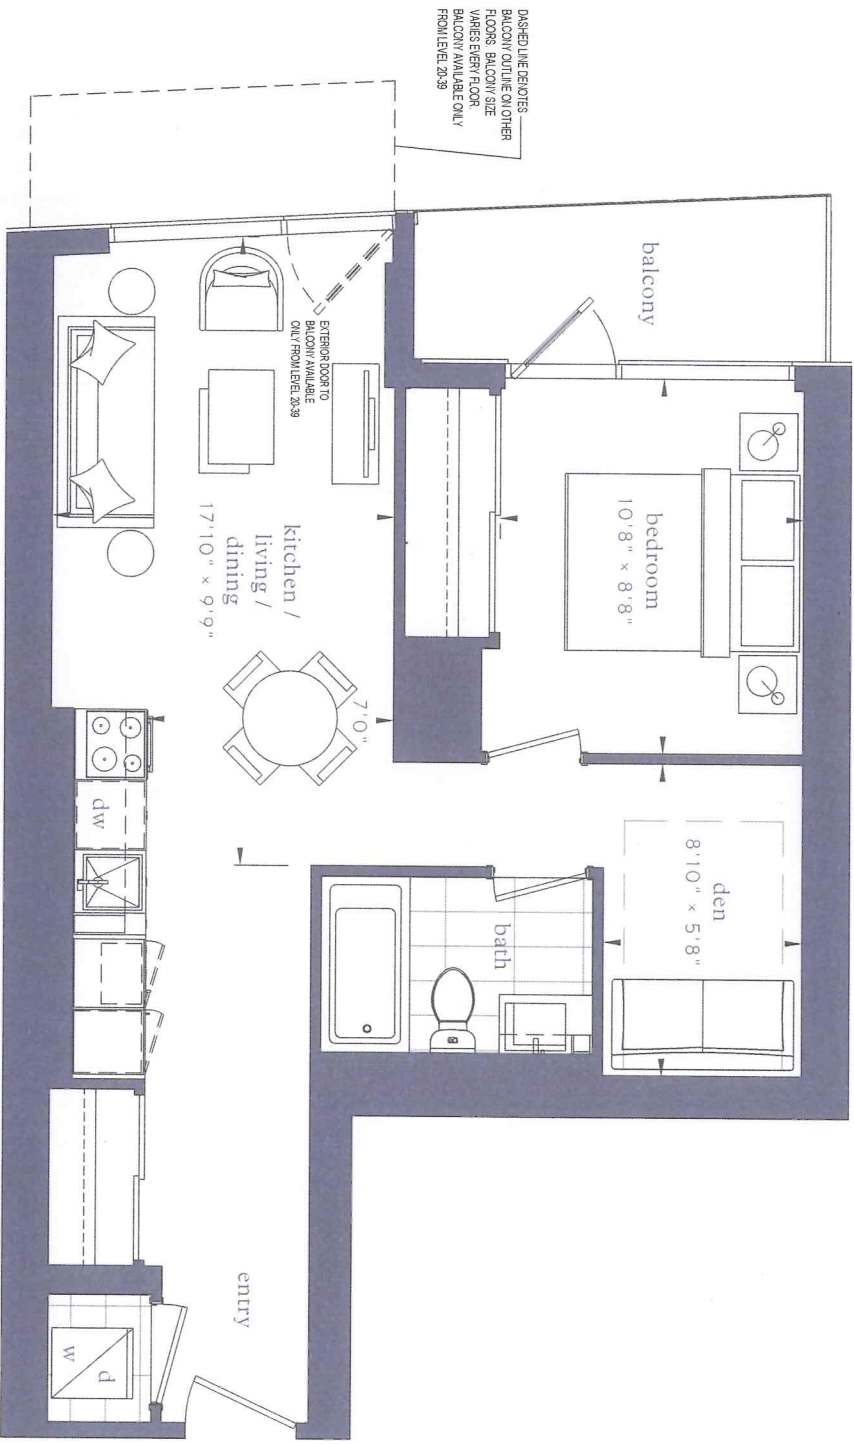 DASHED LINE DENOTES
BALCONY OUTLINE ON OTHER
FLOORS. BALCONY SIZE
VARIES EVERY FLOOR.
BALCONY AVAILABLE ONLY
FROM LEVEL 20-39
balcony
EXTERIOR DOOR TO
BALCONY AVAILABLE
ONLY FROM LEVEL 20-39
bedroom
10'8" × 8'8"
kitchen /
living /
dining
17'10" × 9'9"
7'0"
dw
den
8'10" × 5'8"
bath
entry
d
w